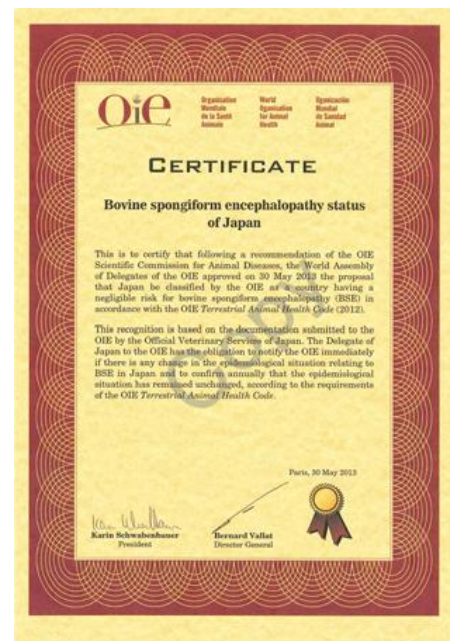 OiE
Organisation World Organización
Mondiale Organisation Mundial
de la Santé for Animal de Sanidad
Animale Health Animal
CERTIFICATE
Bovine spongiform encephalopathy status
of Japan
This is to certify that following a recommendation of the OIE
Scientific Commission for Animal Diseases, the World Assembly
of Delegates of the OIE approved on 30 May 2013 the proposal
that Japan be classified by the OIE as a country having a
negligible risk for bovine spongiform encephalopathy (BSE) in
accordance with the OIE Terrestrial Animal Health Code (2012).
This recognition is based on the documentation submitted to the
OIE by the Official Veterinary Services of Japan. The Delegate of
Japan to the OIE has the obligation to notify the OIE immediately
if there is any change in the epidemiological situation relating to
BSE in Japan and to confirm annually that the epidemiological
situation has remained unchanged, according to the requirements
of the OIE Terrestrial Animal Health Code.
Copy
Paris, 30 May 2013
Karin Schwabenbauer Bernard Vallat
President Director General